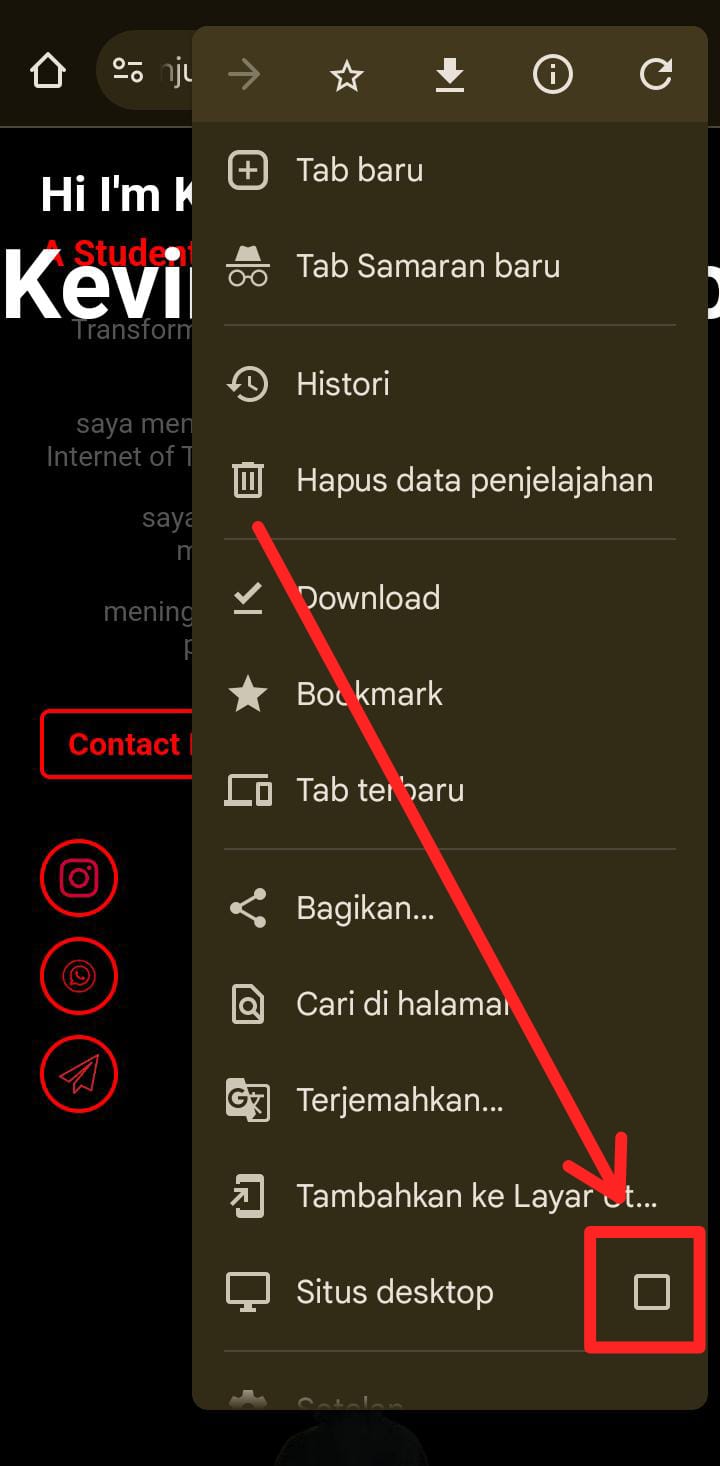 nju
Tab baru
Tab Samaran baru
Histori
Hapus data penjelajahan
Download
Bookmark
Tab terbaru
Bagikan...
Cari di halaman
Terjemahkan...
Tambahkan ke Layar Ut...
Situs desktop
Setelan
Hi I'm K
A Student
Kevin
Transform
saya men
Internet of T
saya
m
mening
p
Contact